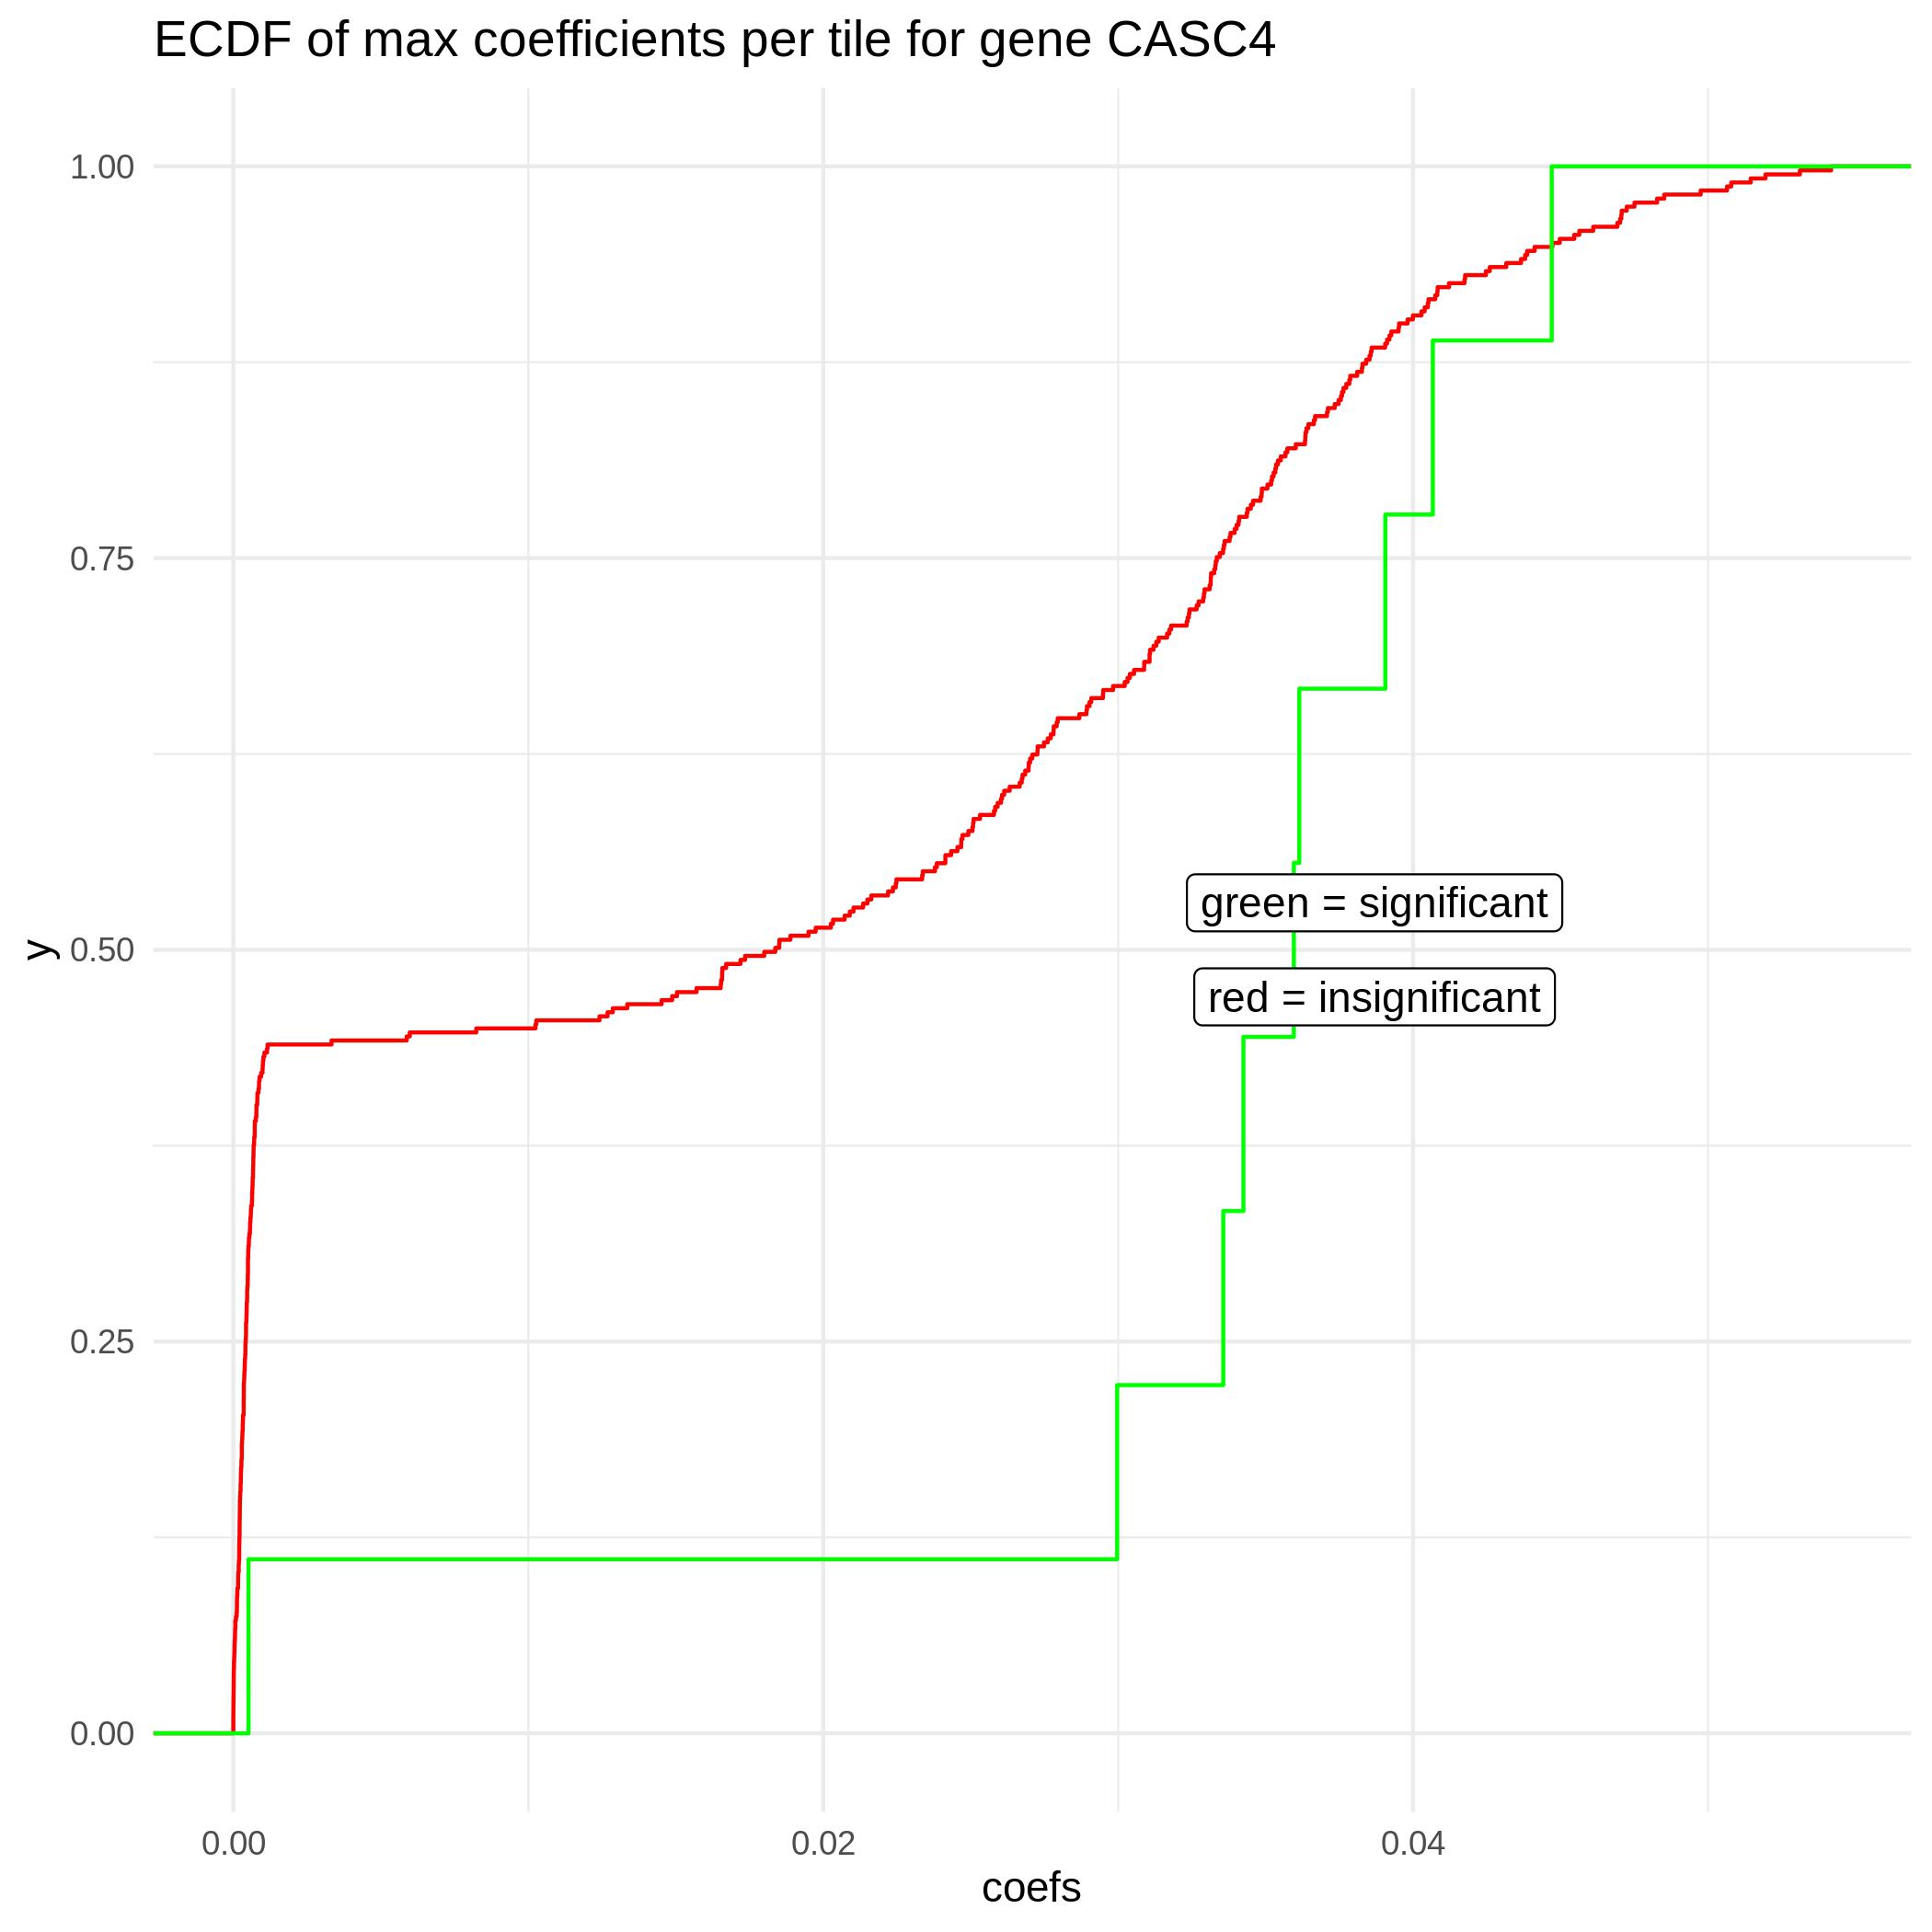 ECDF of max coefficients per tile for gene CASC4
1.00
0.75
0.50
0.25
0.00
y
green = significant
red = insignificant
0.00 0.02 0.04
coefs